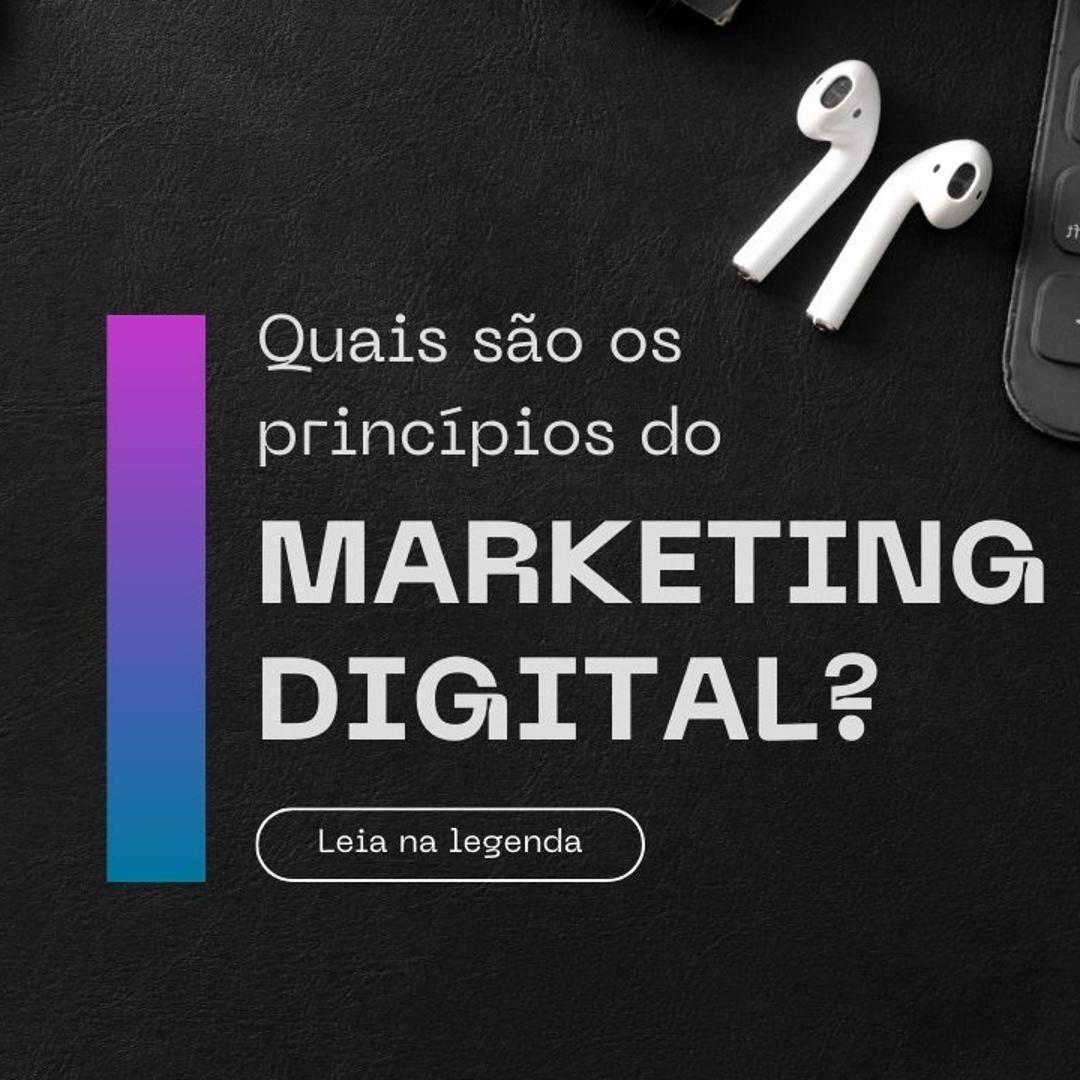 Quais são os
princípios do
MARKETING
DIGITAL?
Leia na legenda